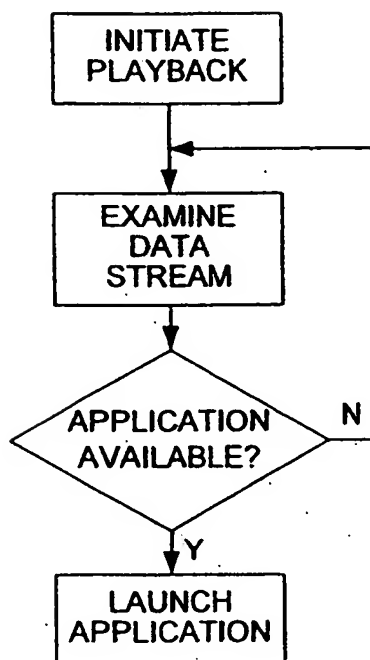 INITIATE
PLAYBACK
EXAMINE
DATA
STREAM
APPLICATION
AVAILABLE?
N
Y
LAUNCH
APPLICATION